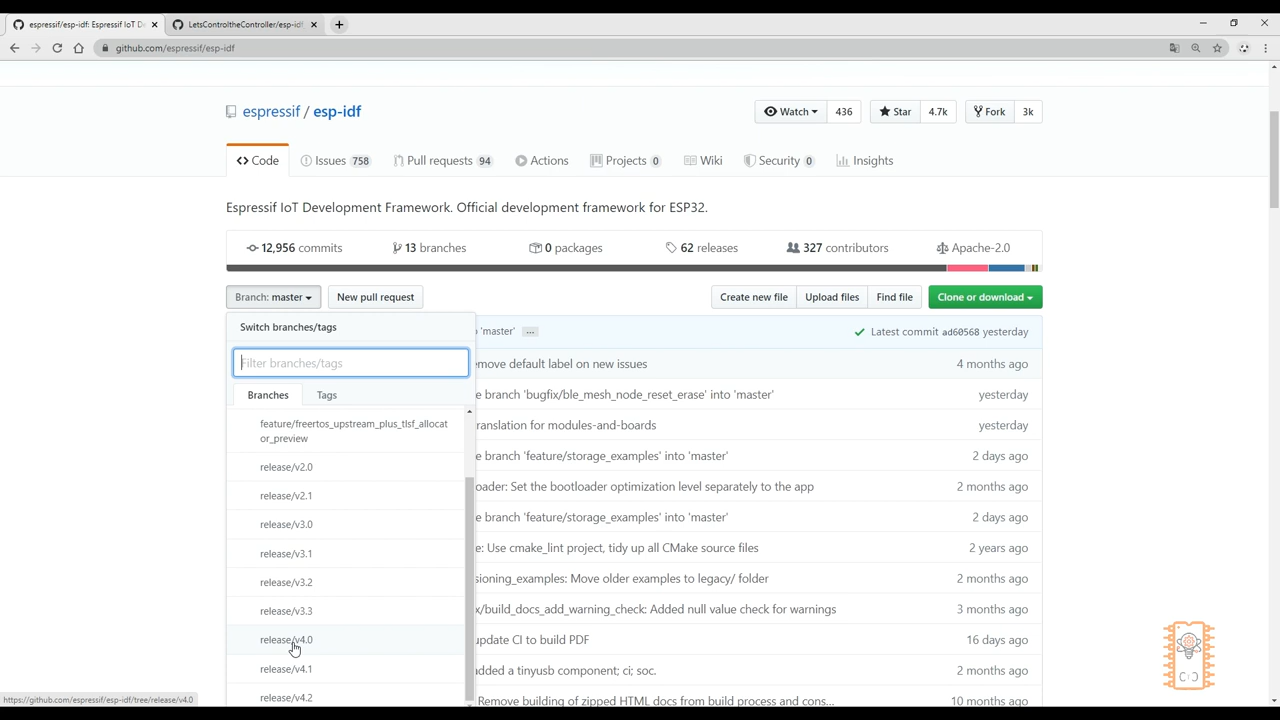 espressif/esp-idf: Espressif IoT De
LetsControltheController/esp-idf
github.com/espressif/esp-idf
espressif / esp-idf
Watch 436
Star 4.7k
Fork 3k
Code
Issues 758
Pull requests 94
Actions
Projects 0
Wiki
Security 0
Insights
Espressif IoT Development Framework. Official development framework for ESP32.
12,956 commits
13 branches
0 packages
62 releases
327 contributors
Apache-2.0
Branch: master
New pull request
Create new file
Upload files
Find file
Clone or download
Switch branches/tags
'master' ...
Latest commit ad60568 yesterday
Filter branches/tags
emove default label on new issues 4 months ago
Branches
Tags
e branch 'bugfix/ble_mesh_node_reset_erase' into 'master' yesterday
feature/freertos_upstream_plus_tlsf_allocat
or_preview
ranslation for modules-and-boards yesterday
release/v2.0
e branch 'feature/storage_examples' into 'master' 2 days ago
release/v2.1
oader: Set the bootloader optimization level separately to the app 2 months ago
release/v3.0
e branch 'feature/storage_examples' into 'master' 2 days ago
release/v3.1
e: Use cmake_lint project, tidy up all CMake source files 2 years ago
release/v3.2
sioning_examples: Move older examples to legacy/ folder 2 months ago
release/v3.3
x/build_docs_add_warning_check: Added null value check for warnings 3 months ago
release/v4.0
update CI to build PDF 16 days ago
release/v4.1
dded a tinyusb component; ci; soc. 2 months ago
release/v4.2
Remove building of zipped HTML docs from build process and cons... 10 months ago
https://github.com/espressif/esp-idf/tree/release/v4.0